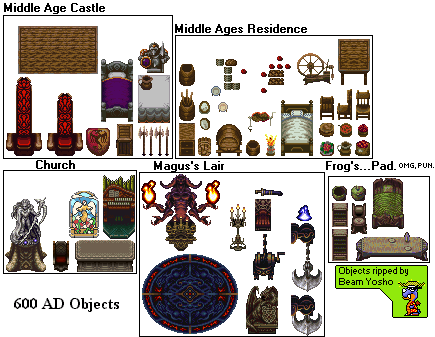 Middle Age Castle
Middle Ages Residence
Church
Magus's Lair
Frog's...Pad. OMG, PUN.
Objects ripped by
Beam Yosho
600 AD Objects